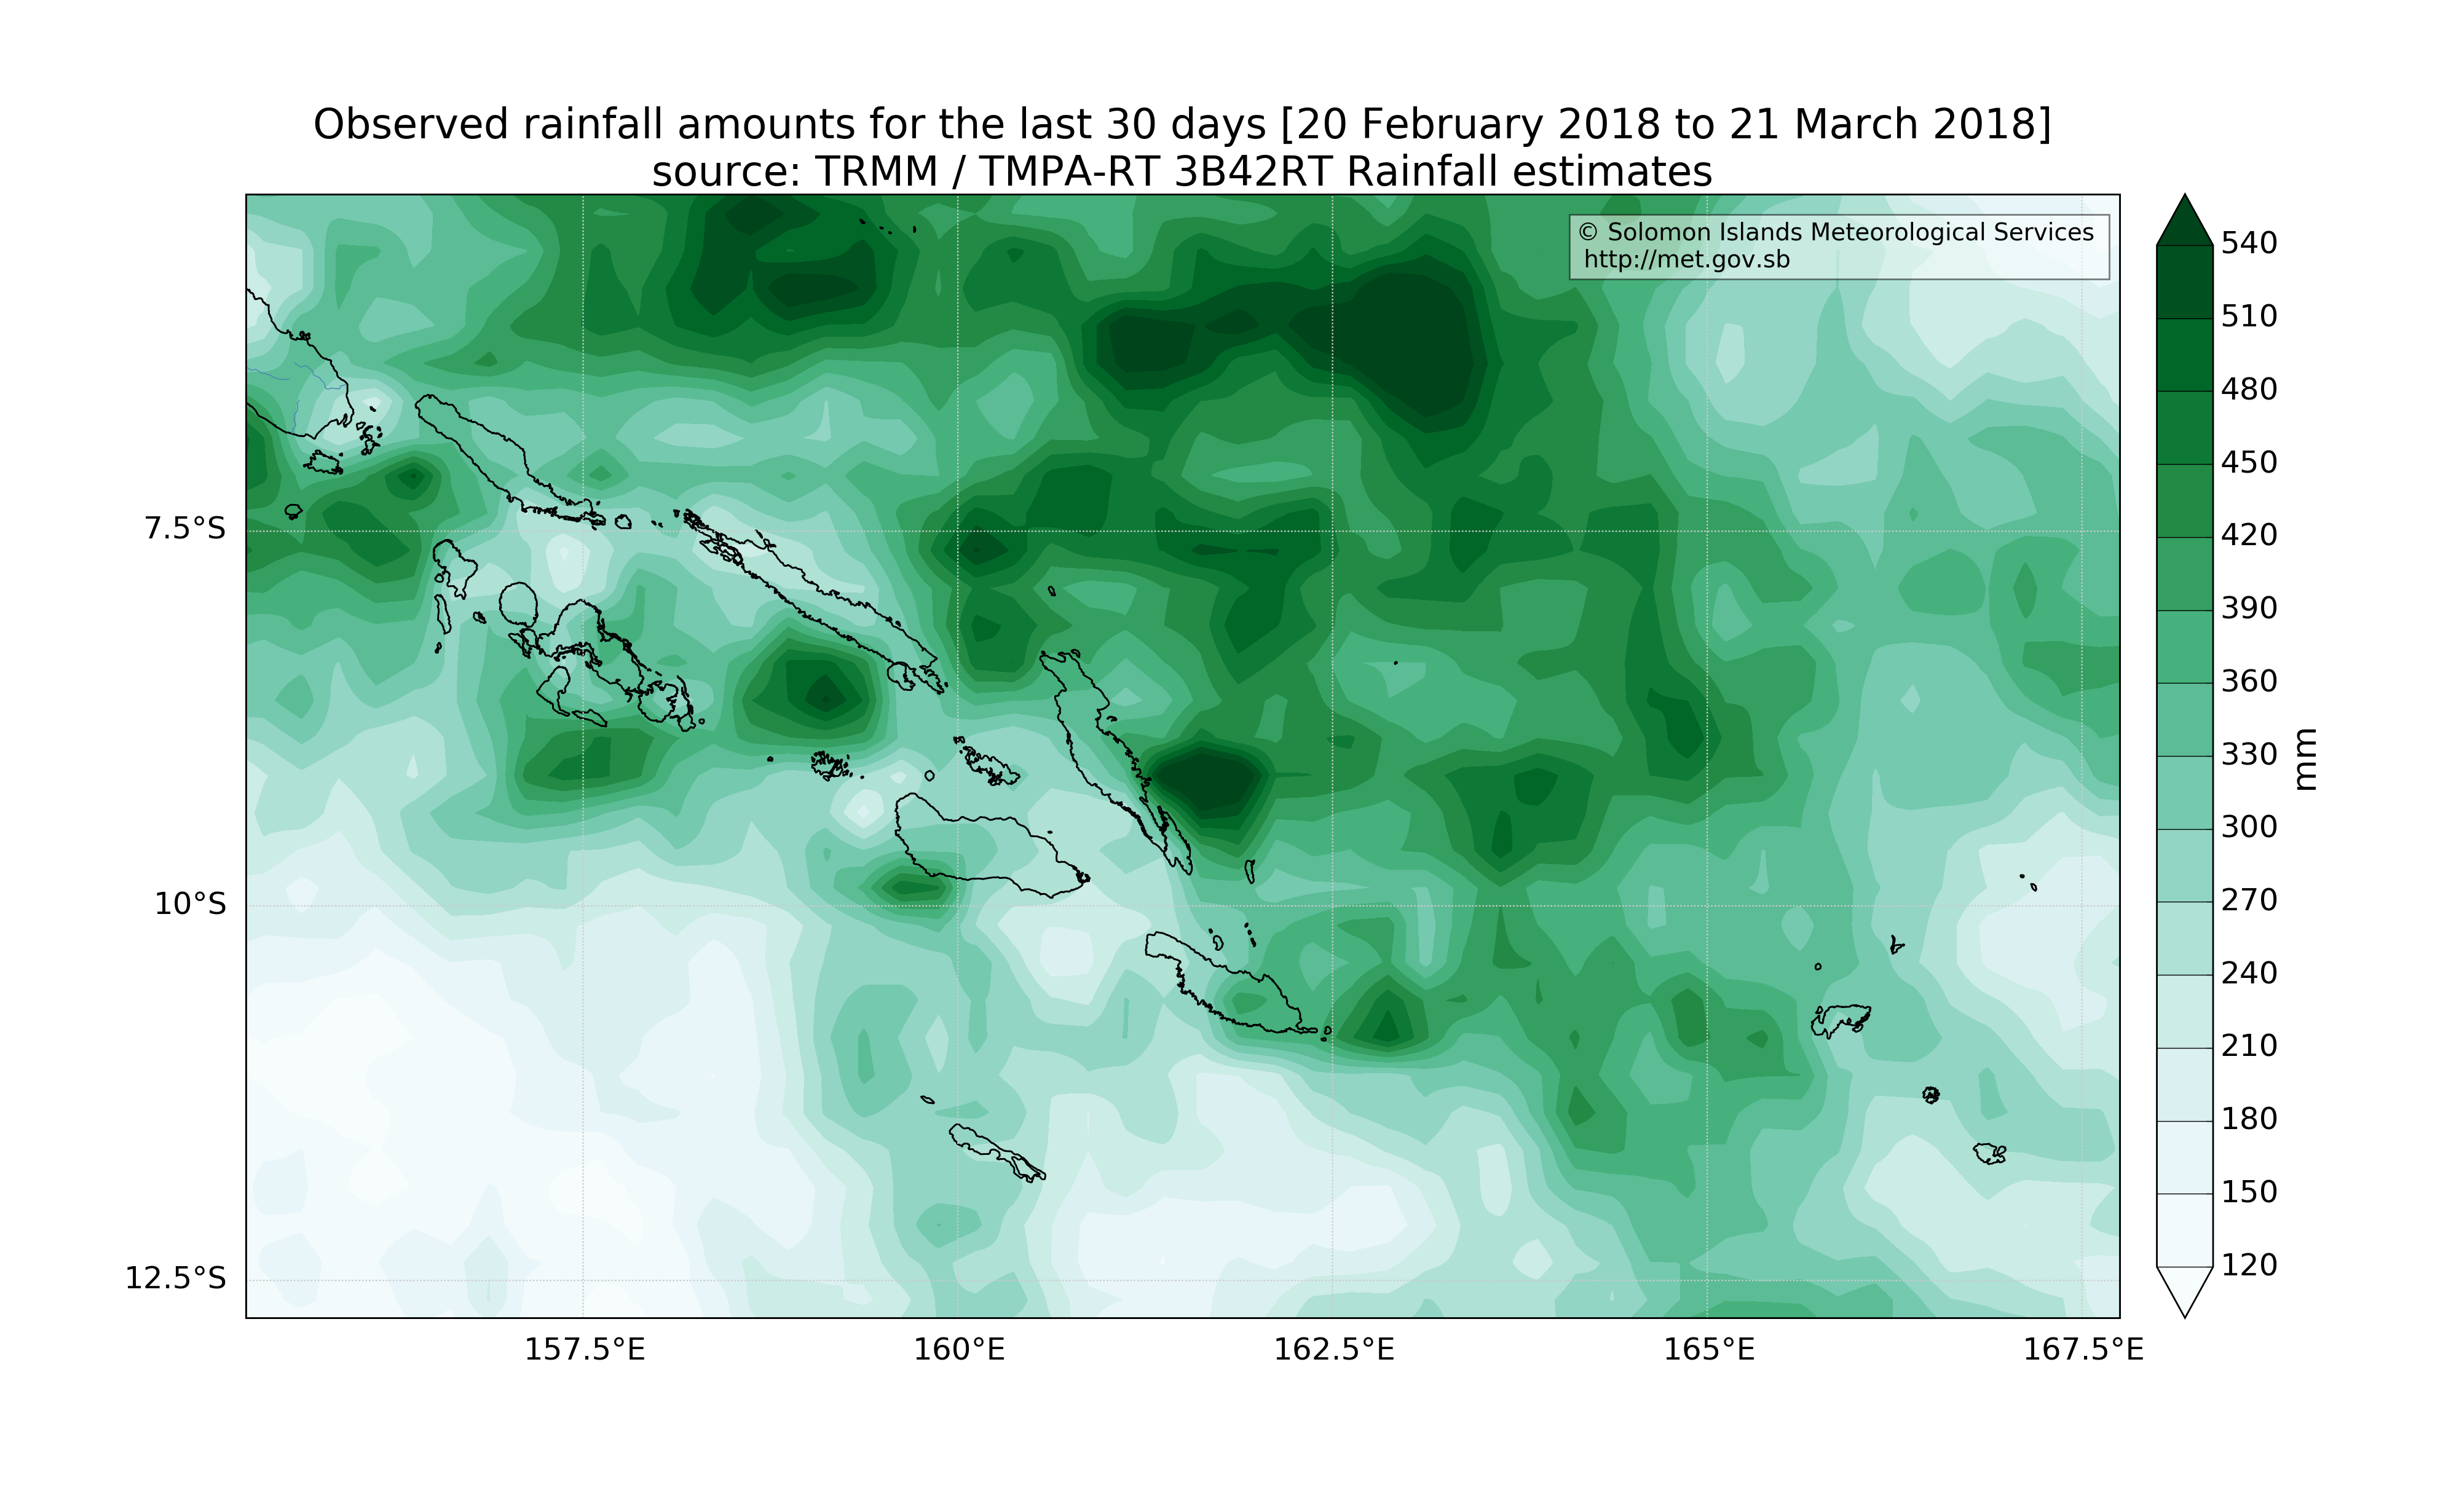 Observed rainfall amounts for the last 30 days [20 February 2018 to 21 March 2018]
source: TRMM / TMPA-RT 3B42RT Rainfall estimates
© Solomon Islands Meteorological Services
http://met.gov.sb
7.5°S
10°S
12.5°S
157.5°E
160°E
162.5°E
165°E
167.5°E
540
510
480
450
420
390
360
330
300
270
240
210
180
150
120
mm